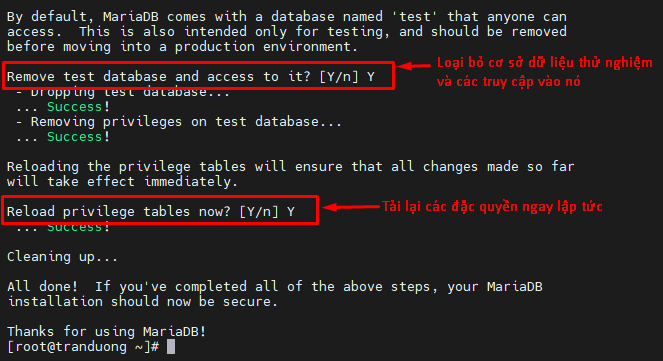 By default, MariaDB comes with a database named 'test' that anyone can
access.  This is also intended only for testing, and should be removed
before moving into a production environment.
Remove test database and access to it? [Y/n] Y
Loại bỏ cơ sở dữ liệu thử nghiệm
và các truy cập vào nó
- Dropping test database...
... Success!
- Removing privileges on test database...
... Success!
Reloading the privilege tables will ensure that all changes made so far
will take effect immediately.
Reload privilege tables now? [Y/n] Y
Tải lại các đặc quyền ngay lập tức
... Success!
Cleaning up...
All done!  If you've completed all of the above steps, your MariaDB
installation should now be secure.
Thanks for using MariaDB!
[root@tranduong ~]#